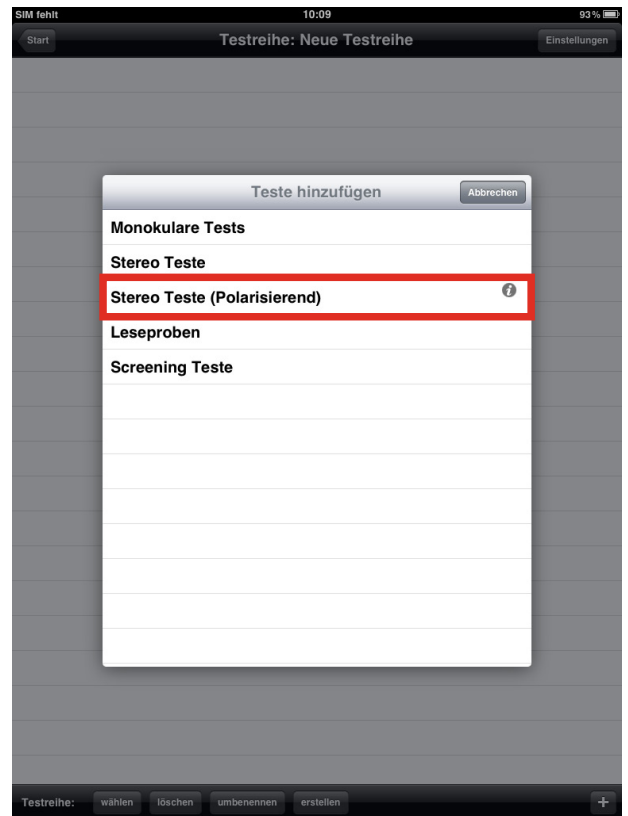 SIM fehlt 10:09 93 %
Start Testreihe: Neue Testreihe Einstellungen
Teste hinzufügen Abbrechen
Monokulare Tests
Stereo Teste
Stereo Teste (Polarisierend) i
Leseproben
Screening Teste
Testreihe: wählen löschen umbenennen erstellen +